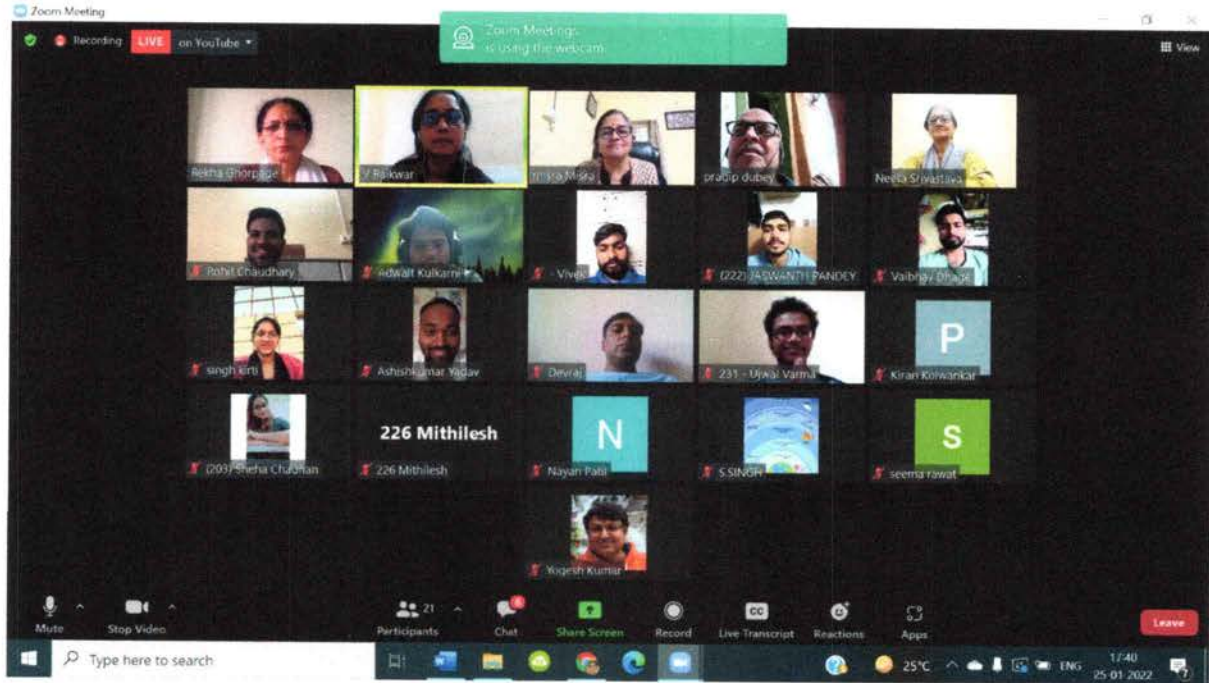 Zoom Meeting
Recording LIVE on YouTube
Zoom Meetings
is using the webcam
View
Rekha Ghorpade
V Raikwar
misra Misra
pradip dubey
Neela Srivastava
Rohit Chaudhary
Adwait Kulkarni
- Vivek
(222) JASWANTH PANDEY
Vaibhav Dhage
singh kirti
Ashishkumar Yadav
Devraj
231 - Ujwal Varma
P
Kiran Kolwankar
(203) Sneha Chauhan
226 Mithilesh
226 Mithilesh
N
Nayan Patil
S.SINGH
S
seema rawat
Yogesh Kumar
Mute
Stop Video
21
Participants
8
Chat
Share Screen
Record
CC
Live Transcript
Reactions
Apps
Leave
Type here to search
25°C
ENG
17:40
25-01-2022
7